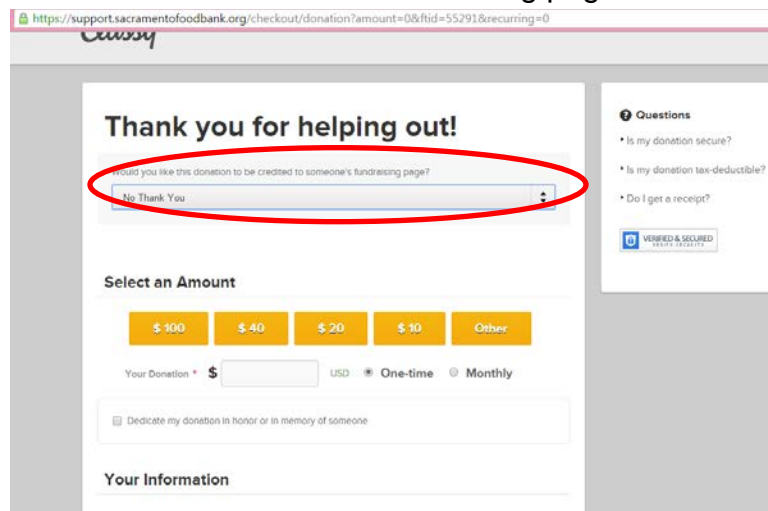 https://support.sacramentofoodbank.org/checkout/donation?amount=0&ftid=55291&recurring=0
Classy
Thank you for helping out!
Would you like this donation to be credited to someone's fundraising page?
No Thank You
Select an Amount
$ 100 $ 40 $ 20 $ 10 Other
Your Donation * $ USD One-time Monthly
Dedicate my donation in honor or in memory of someone
Your Information
Questions
• Is my donation secure?
• Is my donation tax-deductible?
• Do I get a receipt?
VERIFIED & SECURED